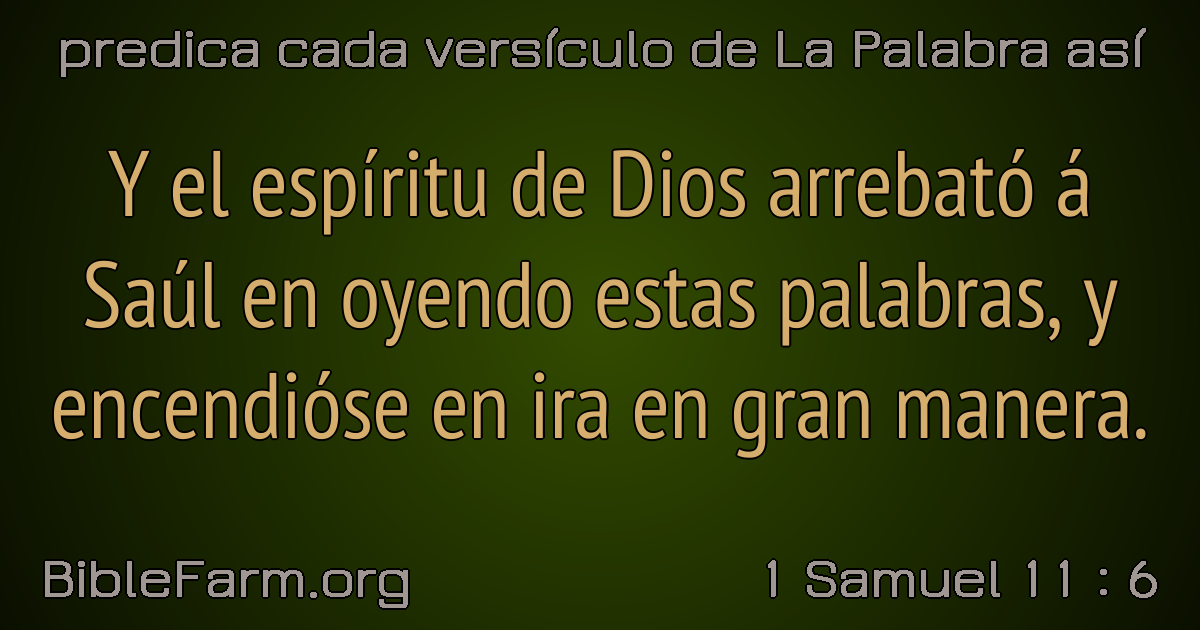 predica cada versículo de La Palabra así
Y el espíritu de Dios arrebató á
Saúl en oyendo estas palabras, y
encendióse en ira en gran manera.
BibleFarm.org
1 Samuel 11 : 6